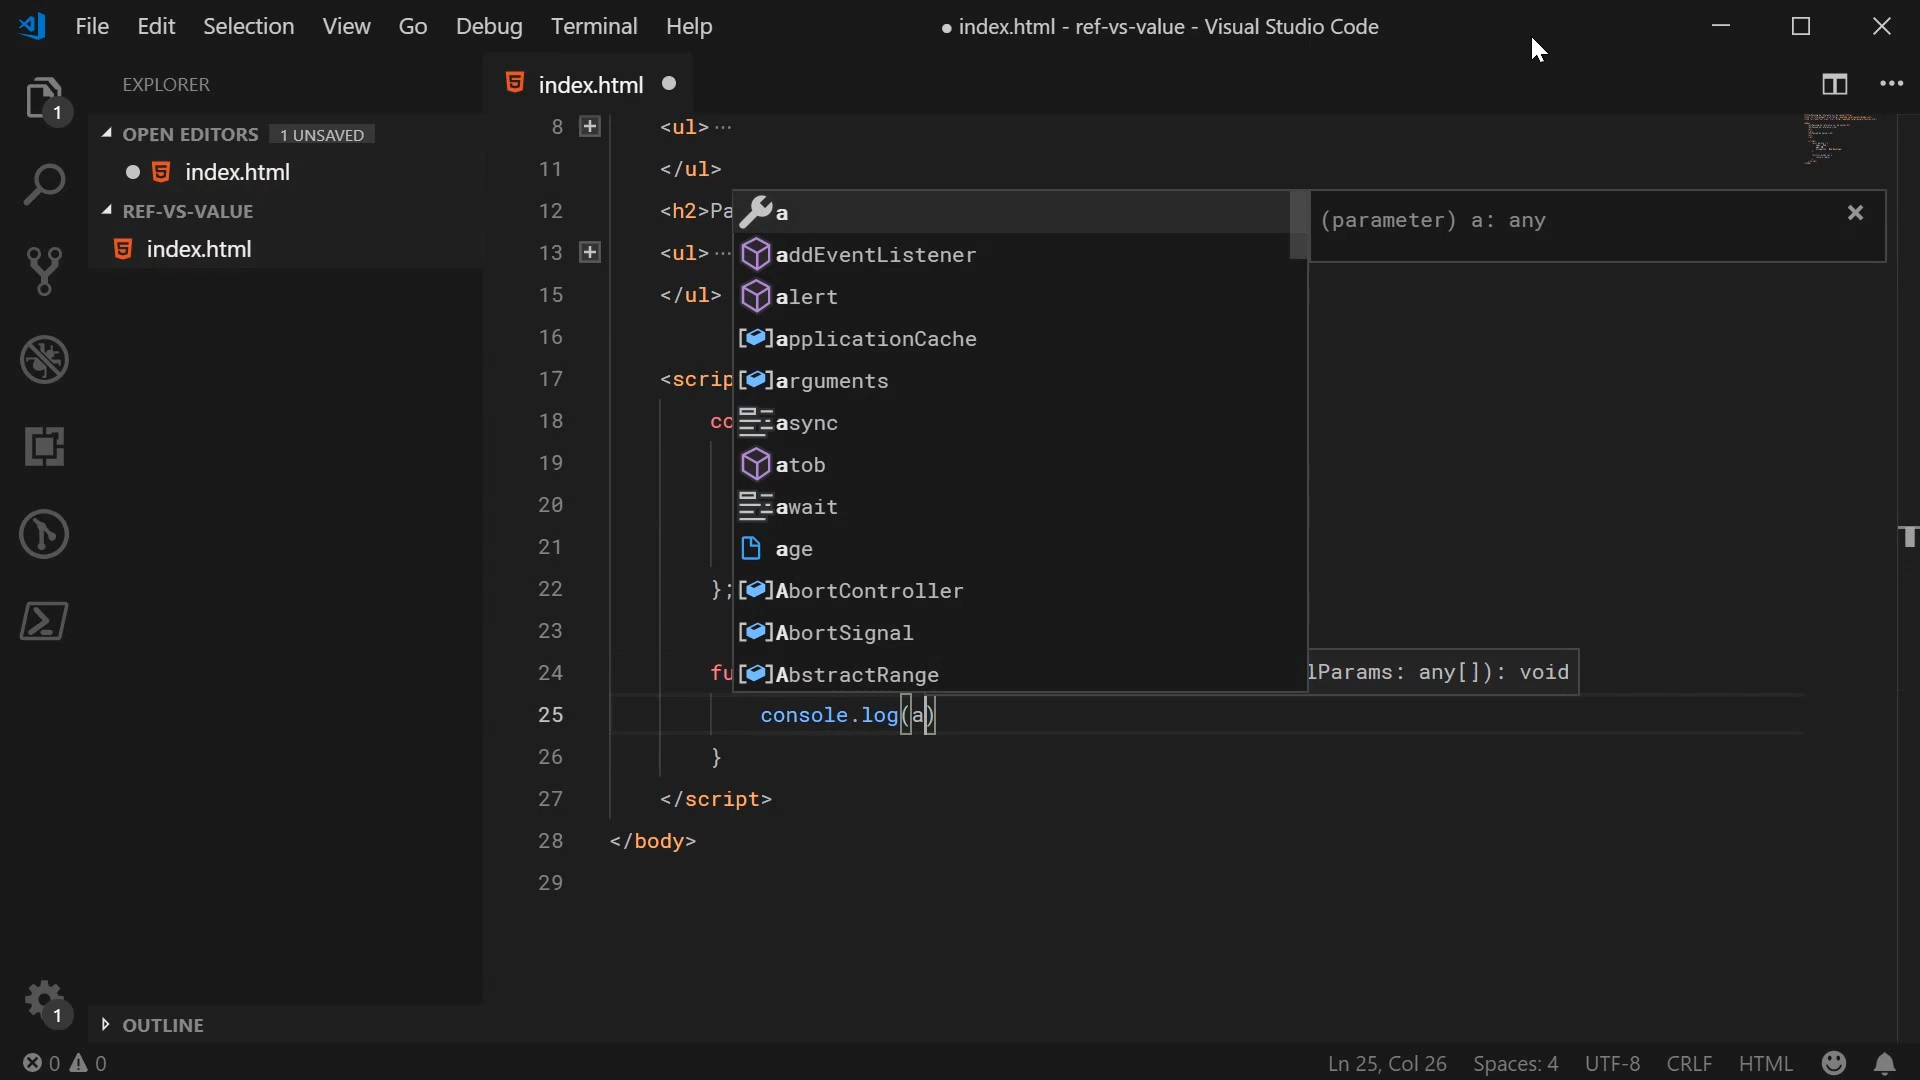 File Edit Selection View Go Debug Terminal Help
● index.html - ref-vs-value - Visual Studio Code
1
EXPLORER
OPEN EDITORS 1 UNSAVED
index.html
REF-VS-VALUE
index.html
OUTLINE
1
index.html
8 <ul>…
11 </ul>
12 <h2>Pa
13 <ul>…
15 </ul>
16
17 <scrip
18 co
19
20
21
22 };
23
24 fu
25 console.log(a)
26 }
27 </script>
28 </body>
29
a
addEventListener
alert
applicationCache
arguments
async
atob
await
age
AbortController
AbortSignal
AbstractRange
(parameter) a: any
lParams: any[]): void
0 0
Ln 25, Col 26 Spaces: 4 UTF-8 CRLF HTML